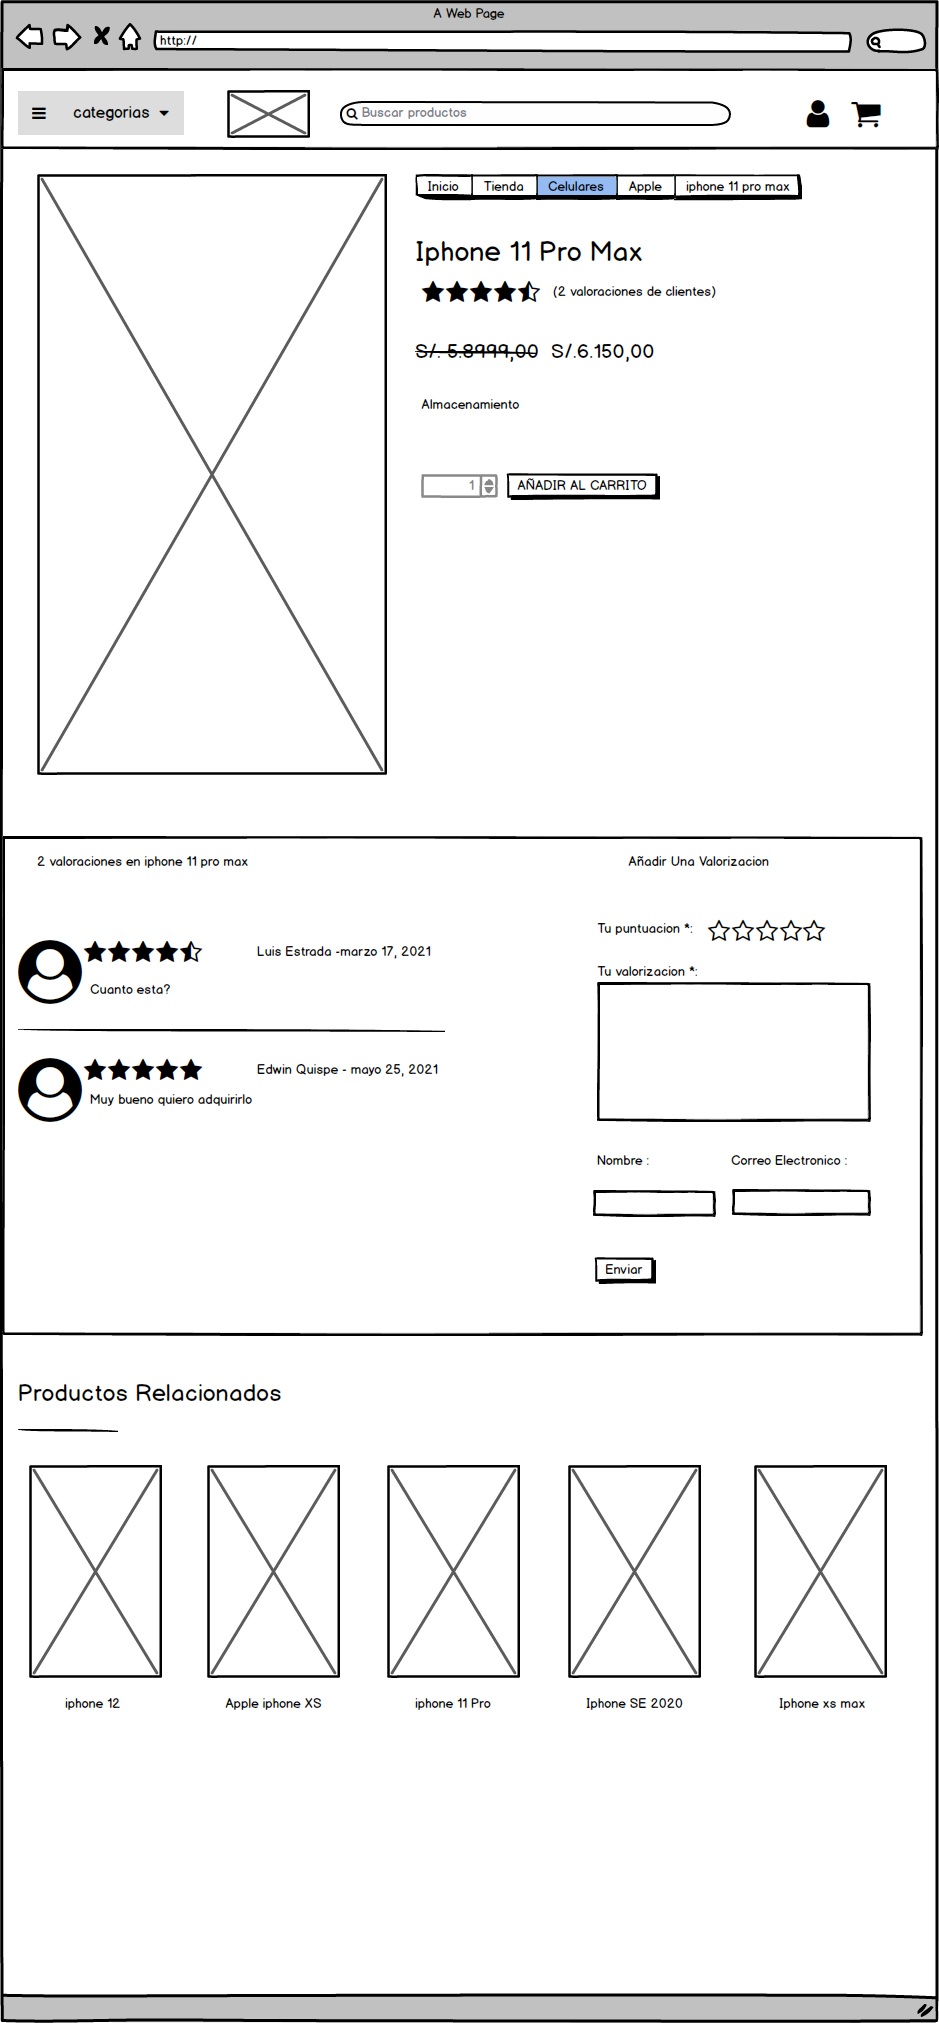 A Web Page
http://
categorias
Buscar productos
Inicio Tienda Celulares Apple iphone 11 pro max
Iphone 11 Pro Max
(2 valoraciones de clientes)
S/. 5.8999,00 S/.6.150,00
Almacenamiento
1 AÑADIR AL CARRITO
2 valoraciones en iphone 11 pro max
Luis Estrada -marzo 17, 2021
Cuanto esta?
Edwin Quispe - mayo 25, 2021
Muy bueno quiero adquirirlo
Añadir Una Valorizacion
Tu puntuacion *:
Tu valorizacion *:
Nombre :
Correo Electronico :
Enviar
Productos Relacionados
iphone 12
Apple iphone XS
iphone 11 Pro
Iphone SE 2020
Iphone xs max